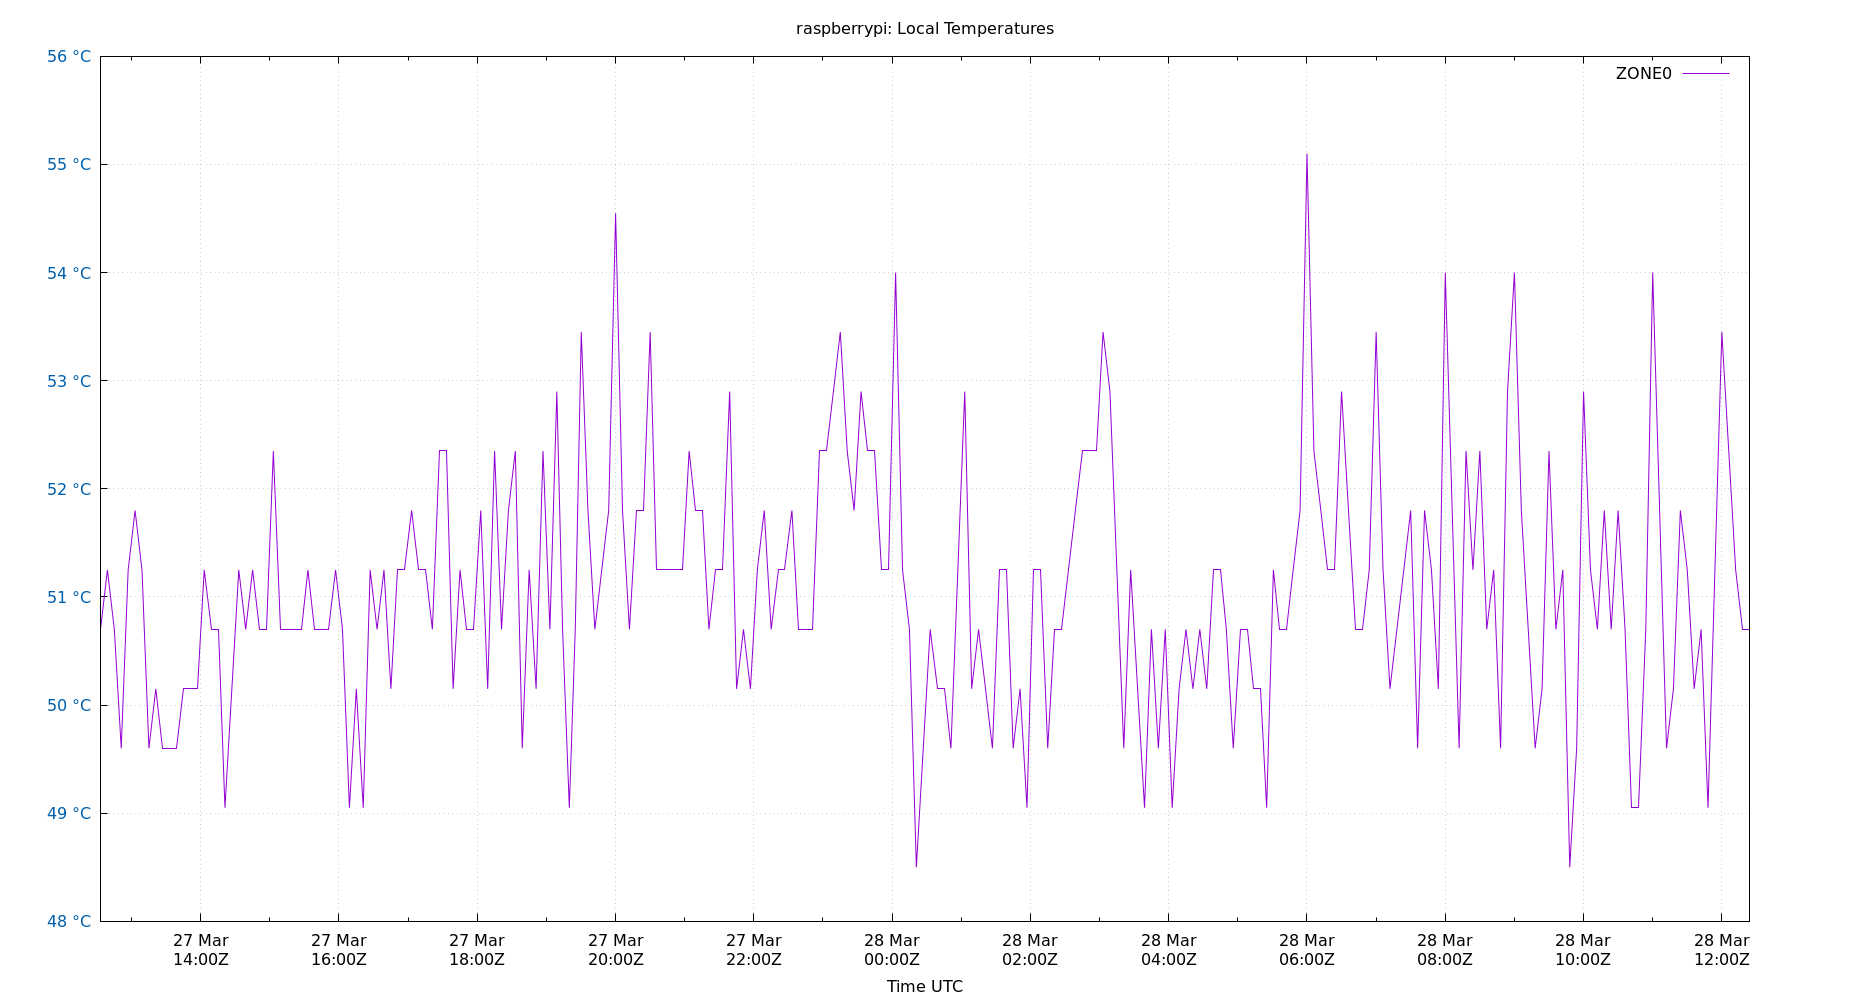 raspberrypi: Local Temperatures
ZONE0
56 °C
55 °C
54 °C
53 °C
52 °C
51 °C
50 °C
49 °C
48 °C
27 Mar 27 Mar 27 Mar 27 Mar 27 Mar 28 Mar 28 Mar 28 Mar 28 Mar 28 Mar 28 Mar 28 Mar
14:00Z 16:00Z 18:00Z 20:00Z 22:00Z 00:00Z 02:00Z 04:00Z 06:00Z 08:00Z 10:00Z 12:00Z
Time UTC